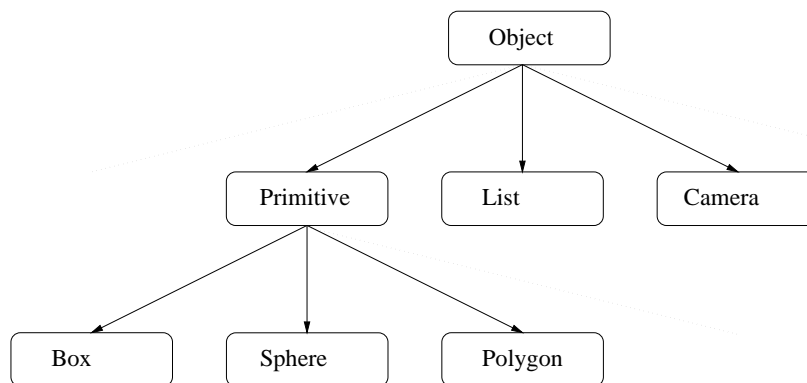 Object
Primitive
List
Camera
Box
Sphere
Polygon